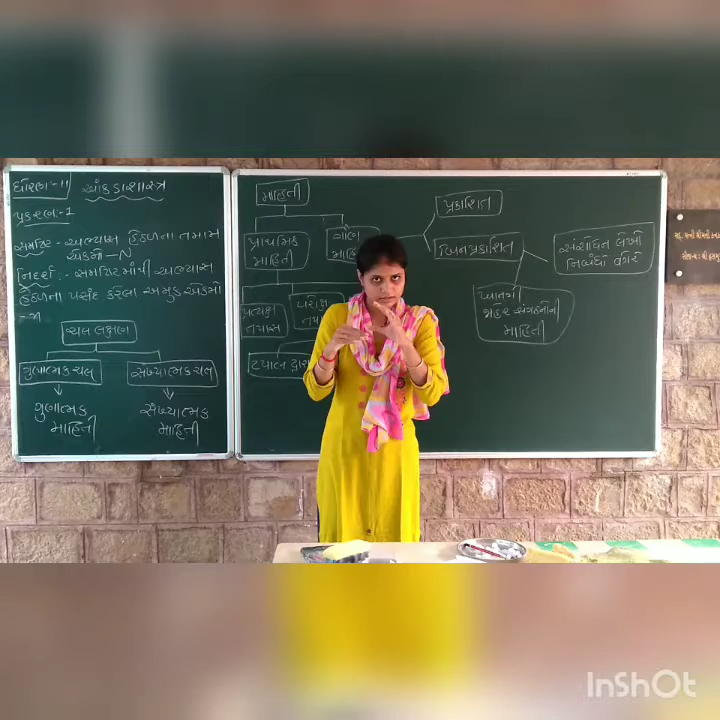 ધોરણ-11
આંકડાશાસ્ત્ર
પ્રકરણ-1
સમષ્ટિ - અભ્યાસ હેઠળના તમામ
એકમો - N
નિદર્શ :- સમષ્ટિમાંથી અભ્યાસ
હેઠળના પસંદ કરેલા અમુક એકમો
- n
ચલ લક્ષણ
ગુણાત્મક ચલ
સંખ્યાત્મક ચલ
ગુણાત્મક
માહિતી
સંખ્યાત્મક
માહિતી
માહિતી
પ્રાથમિક
માહિતી
ગૌણ
પ્રત્યક્ષ
તપાસ
પરોક્ષ
ટપાલ દ્વારા
પ્રકાશિત
બિનપ્રકાશિત
સંશોધન લેખો
નિબંધો વગેરે
ખાનગી
માહિતી
InShOt